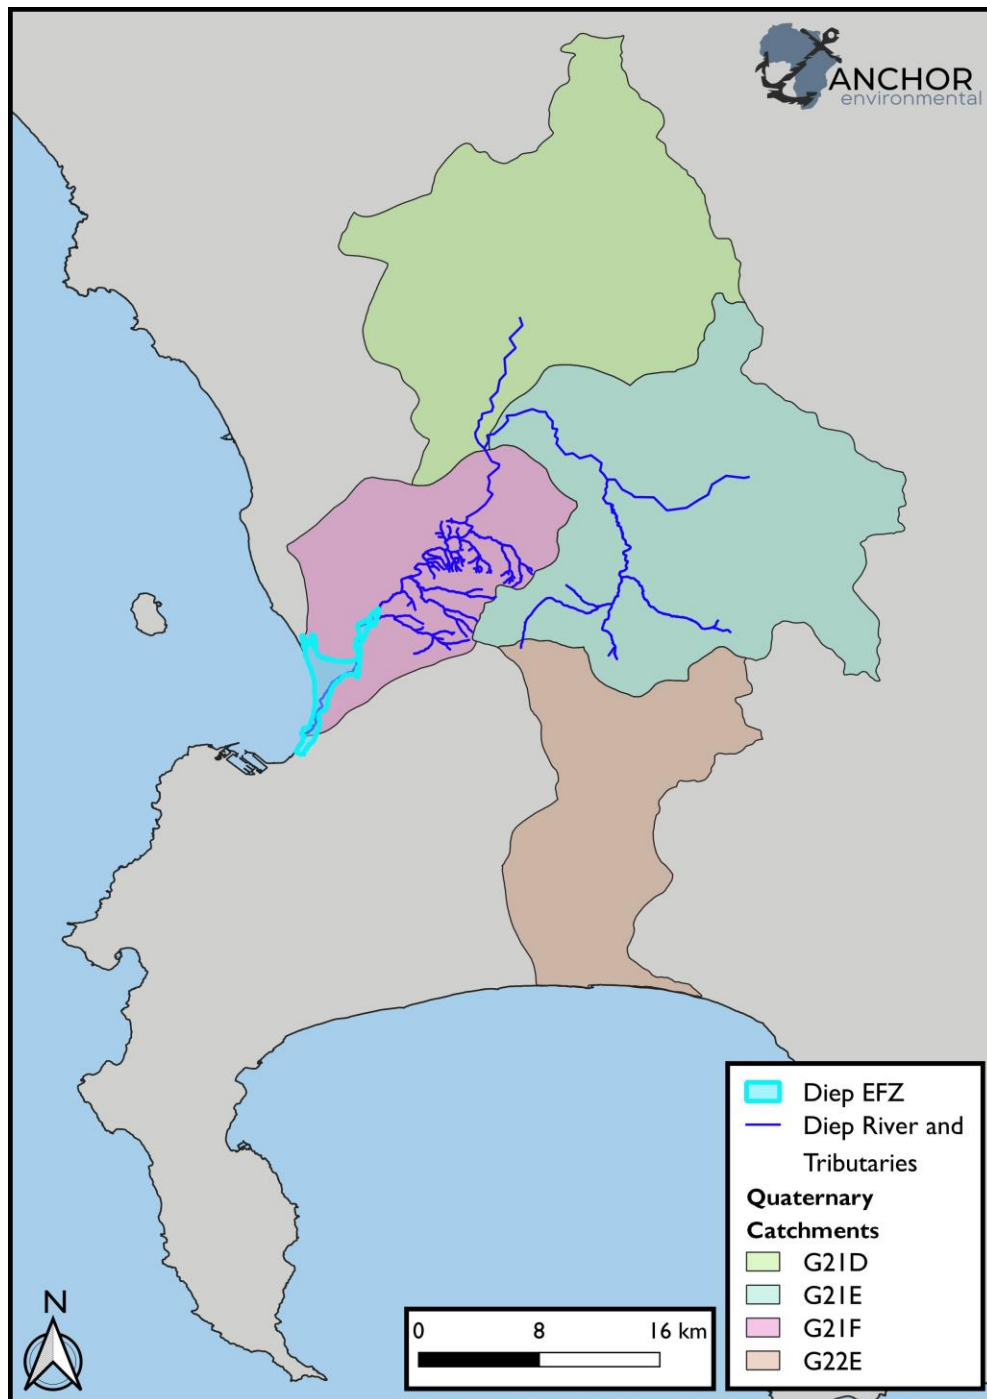 ANCHOR
environmental
Diep EFZ
Diep River and
Tributaries
Quaternary
Catchments
G21D
G21E
G21F
G22E
N
0 8 16 km